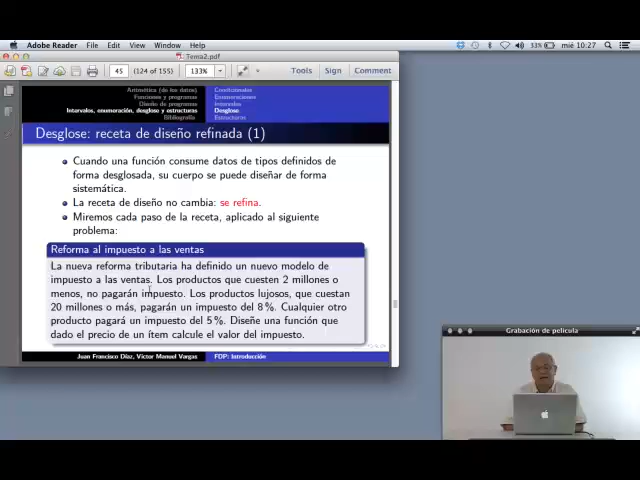 Adobe Reader File Edit View Window Help 33% mié 10:27
Tema2.pdf
45 (124 of 155) 133% Tools Sign Comment
Aritmética (de los datos)
Funciones y programas
Diseño de programas
Intervalos, enumeración, desglose y estructuras
Bibliografía
Condicionales
Enumeraciones
Intervalos
Desglose
Estructuras
Desglose: receta de diseño refinada (1)
Cuando una función consume datos de tipos definidos de
forma desglosada, su cuerpo se puede diseñar de forma
sistemática.
La receta de diseño no cambia: se refina.
Miremos cada paso de la receta, aplicado al siguiente
problema:
Reforma al impuesto a las ventas
La nueva reforma tributaria ha definido un nuevo modelo de
impuesto a las ventas. Los productos que cuesten 2 millones o
menos, no pagarán impuesto. Los productos lujosos, que cuestan
20 millones o más, pagarán un impuesto del 8 %. Cualquier otro
producto pagará un impuesto del 5 %. Diseñe una función que
dado el precio de un ítem calcule el valor del impuesto.
Juan Francisco Díaz, Víctor Manuel Vargas FDP: Introducción
Grabación de película